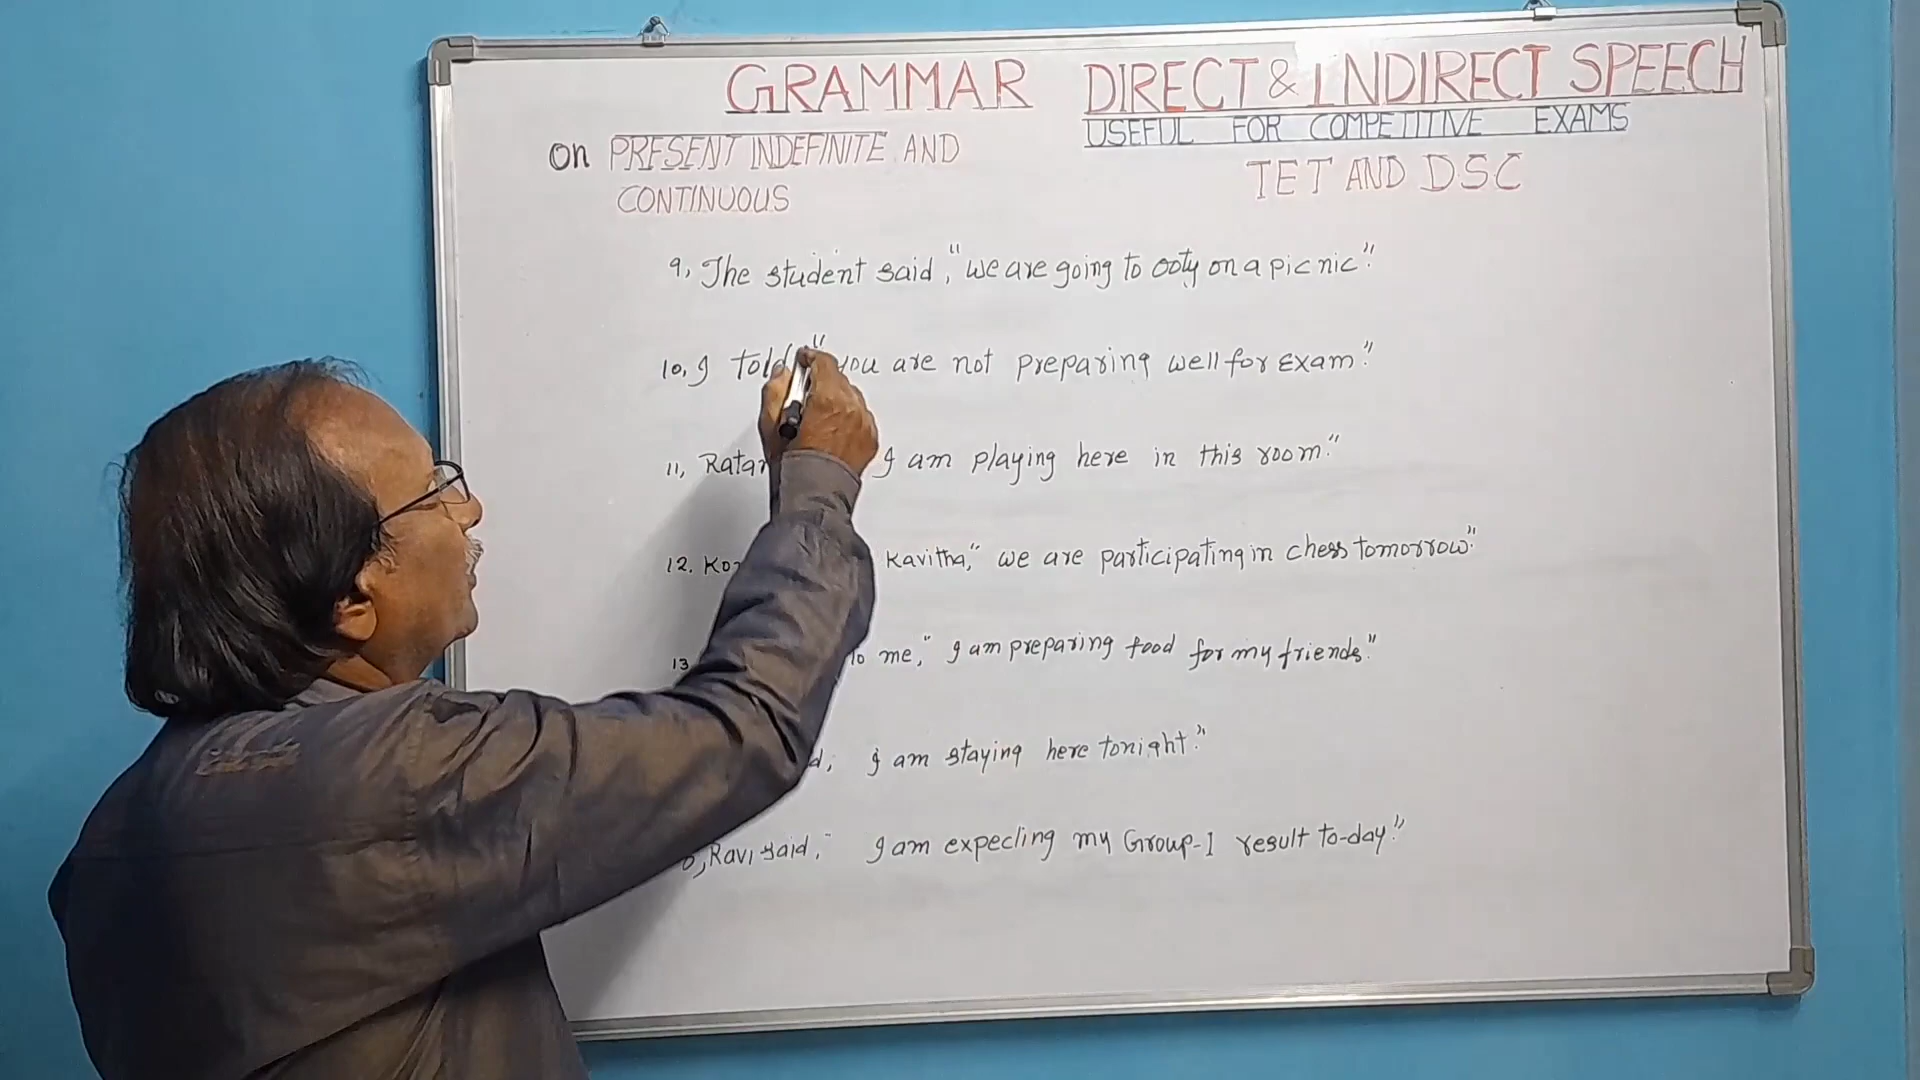 GRAMMAR DIRECT & INDIRECT SPEECH
USEFUL FOR COMPETITIVE EXAMS
on PRESENT INDEFINITE AND
CONTINUOUS
TET AND DSC
9, The student said, "we are going to ooty on a picnic".
10, I told "you are not preparing well for exam".
11, I am playing here in this room."
12. Kavitha," we are participating in chess tomorrow".
13 to me," I am preparing food for my friends."
I am staying here tonight."
Ravi said," I am expecting my Group-1 result to-day."